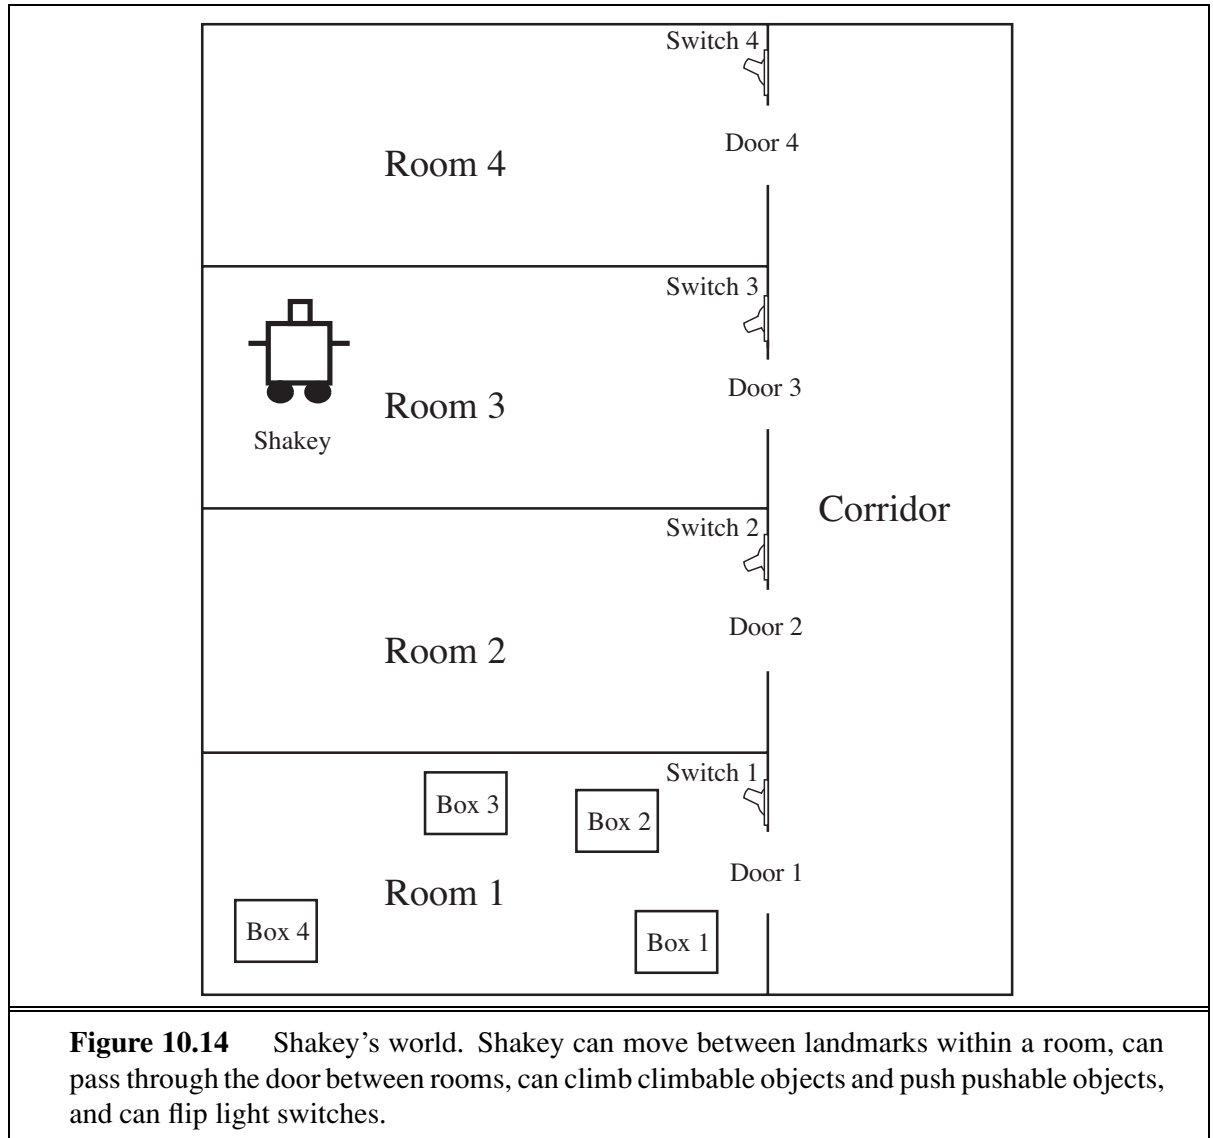 Switch 4
Door 4
Room 4
Switch 3
Door 3
Room 3
Shakey
Corridor
Switch 2
Door 2
Room 2
Switch 1
Box 3
Box 2
Door 1
Room 1
Box 4
Box 1
Figure 10.14 Shakey’s world. Shakey can move between landmarks within a room, can
pass through the door between rooms, can climb climbable objects and push pushable objects,
and can flip light switches.